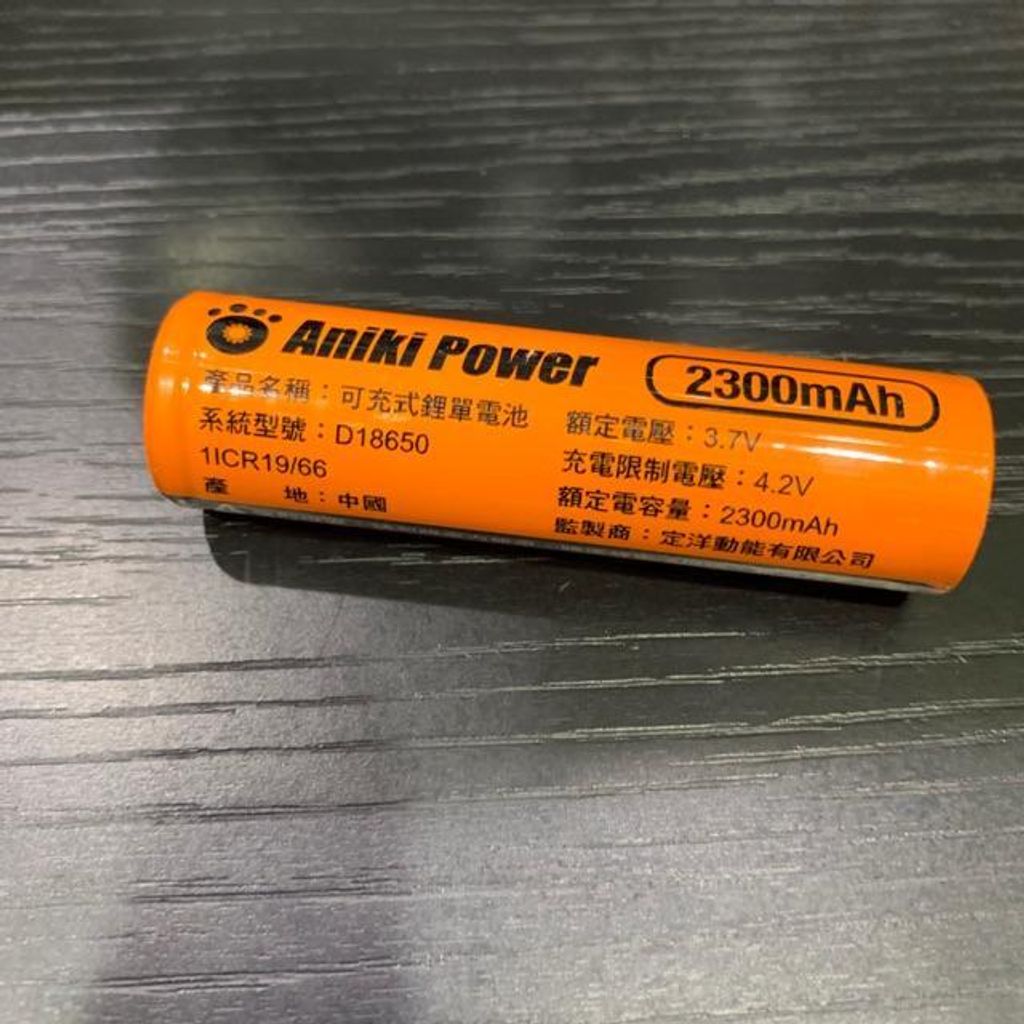 Aniki Power
2300mAh
產品名稱：可充式鋰單電池
系統型號：D18650
1ICR19/66
產 地：中國
額定電壓：3.7V
充電限制電壓：4.2V
額定電容量：2300mAh
監製商：定洋動能有限公司